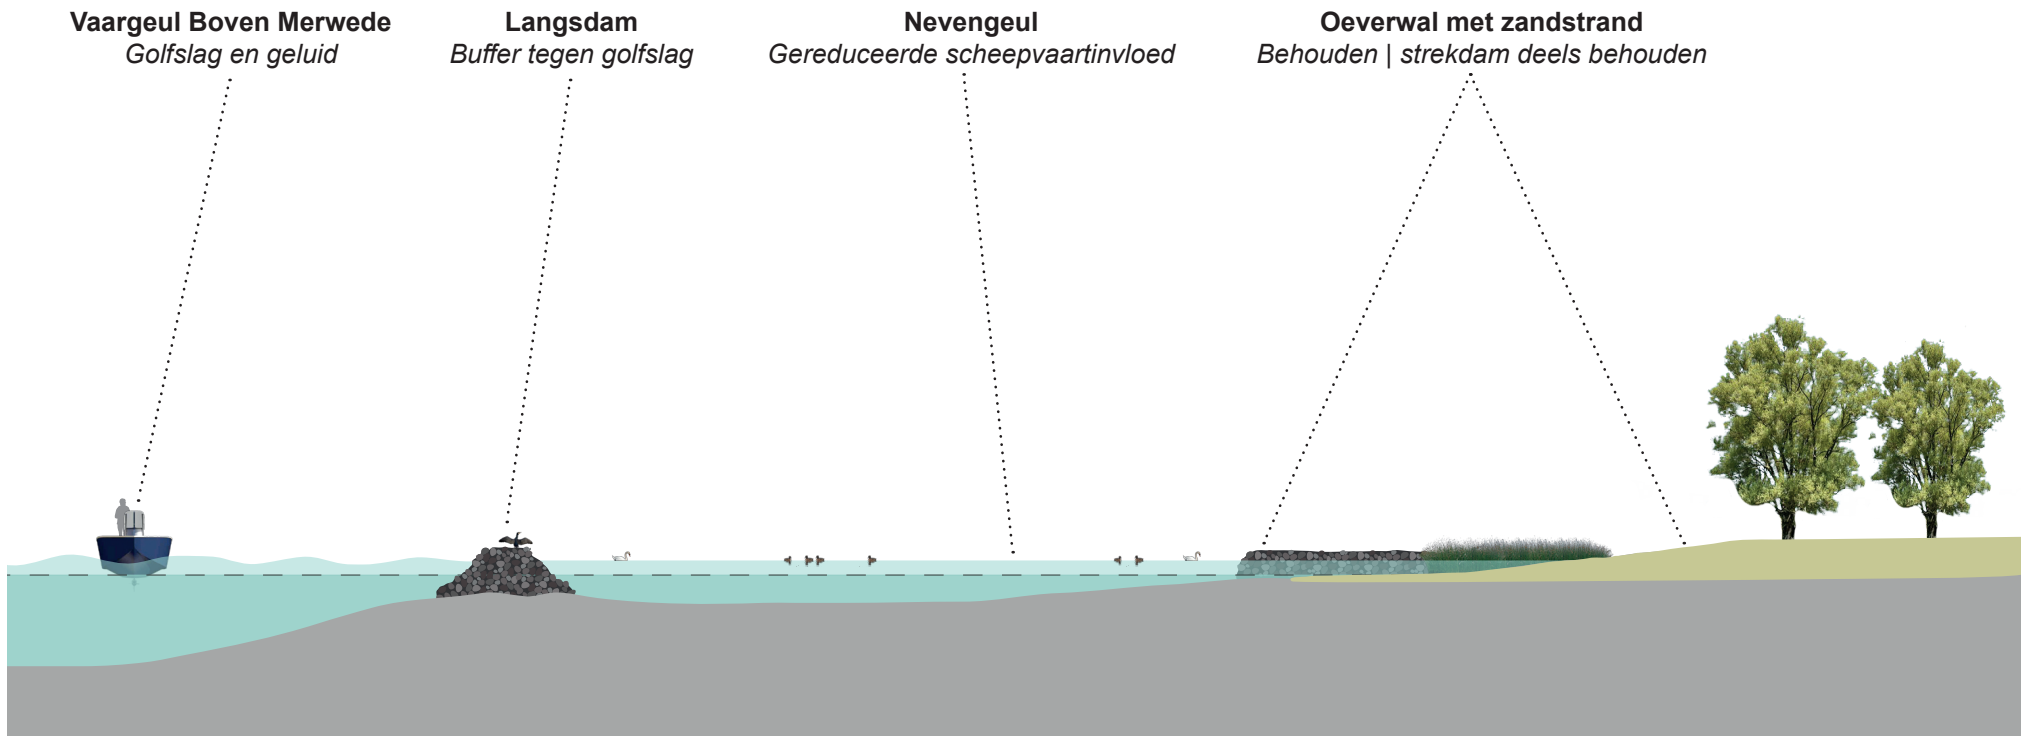 Vaargeul Boven Merwede
Golfslag en geluid
Langsdam
Buffer tegen golfslag
Nevengeul
Gereduceerde scheepvaartinvloed
Oeverwal met zandstrand
Behouden | strekdam deels behouden